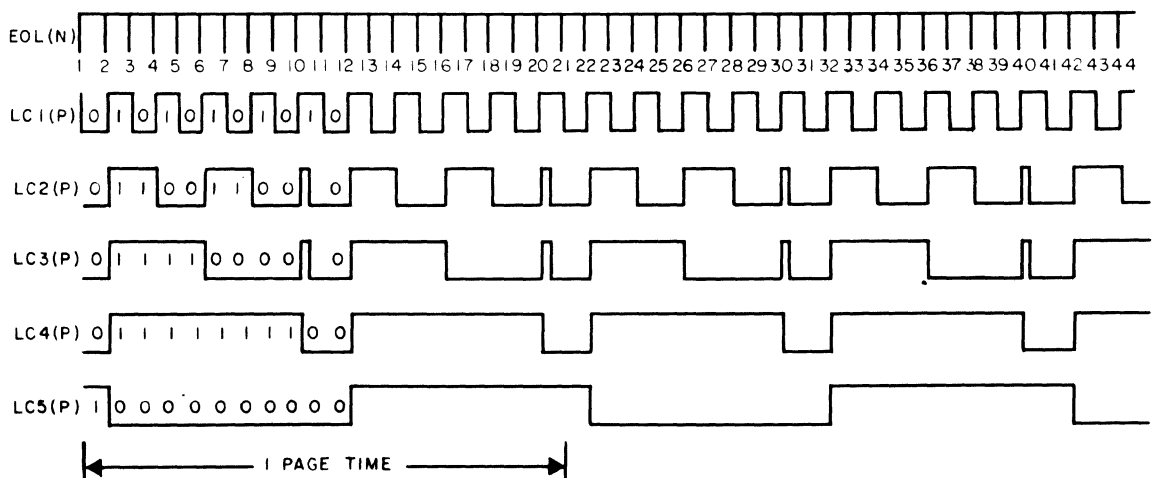 EOL(N)
1 2 3 4 5 6 7 8 9 10 11 12 13 14 15 16 17 18 19 20 21 22 23 24 25 26 27 28 29 30 31 32 33 34 35 36 37 38 39 40 41 42 43 44
LC1(P) 0 1 0 1 0 1 0 1 0 1 0
LC2(P) 0 1 1 0 0 1 1 0 0 0
LC3(P) 0 1 1 1 1 0 0 0 0 0
LC4(P) 0 1 1 1 1 1 1 1 1 0 0
LC5(P) 1 0 0 0 0 0 0 0 0 0 0
1 PAGE TIME